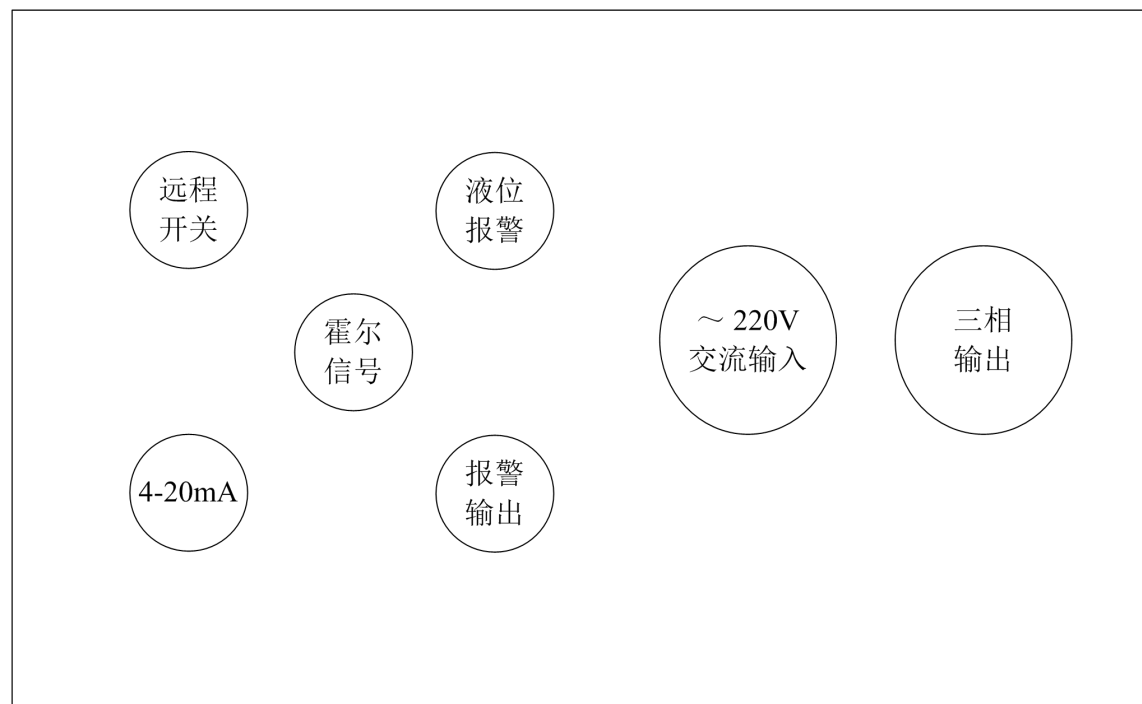 远程
开关
液位
报警
霍尔
信号
～ 220V
交流输入
三相
输出
4-20mA
报警
输出